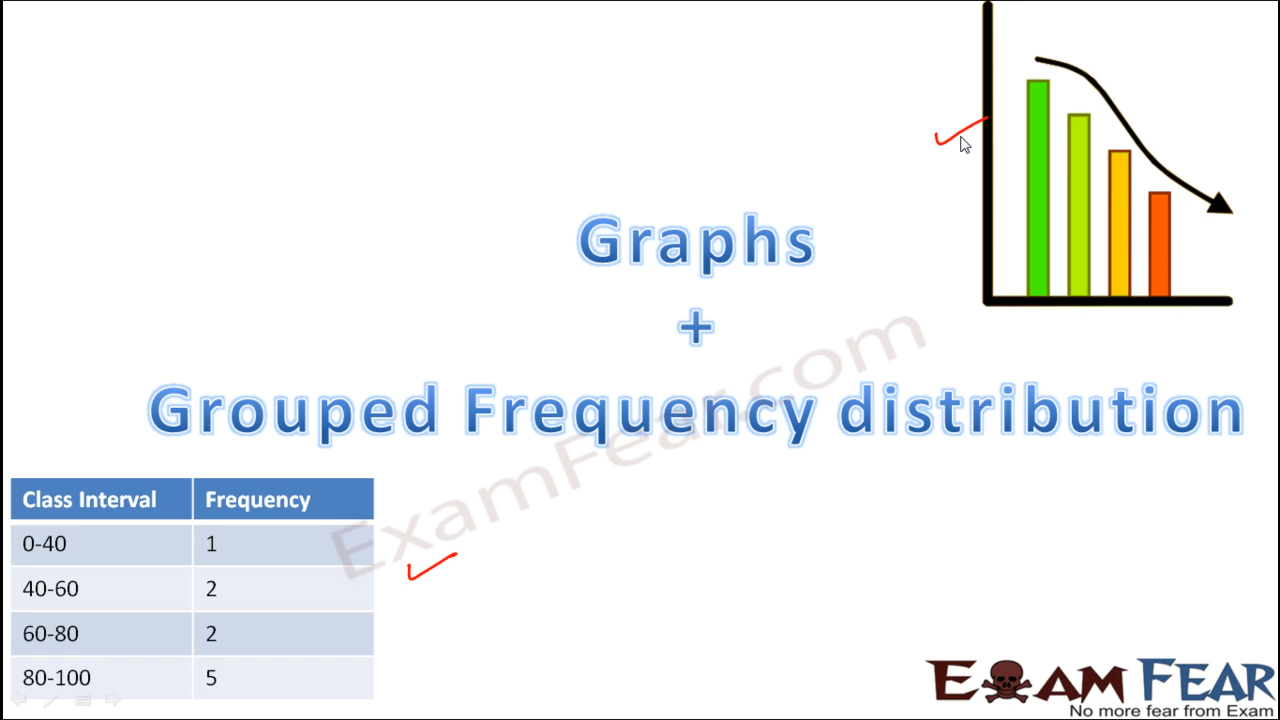 Graphs
+
Grouped Frequency distribution
ExamFear.com
Class Interval Frequency
0-40 1
40-60 2
60-80 2
80-100 5
EXAM FEAR
No more fear from Exam